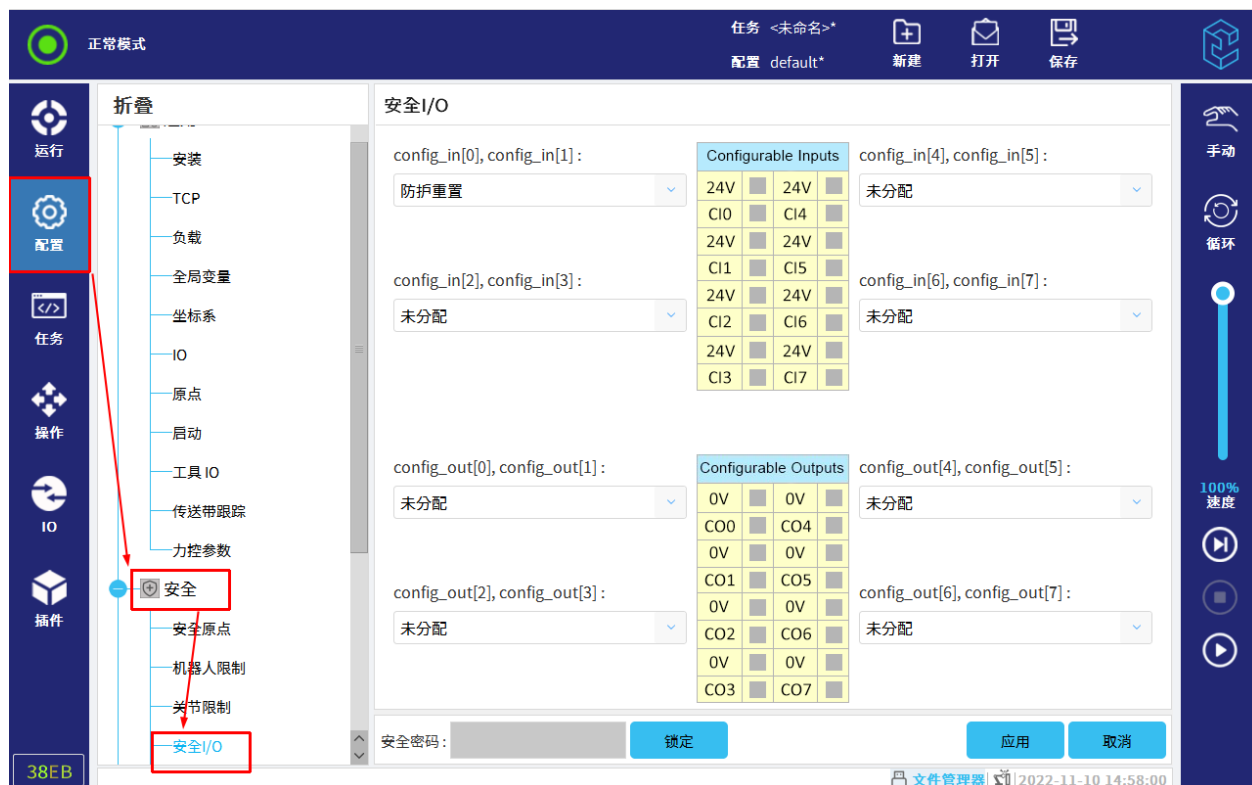 正常模式
任务 <未命名>*
配置 default*
新建
打开
保存
运行
配置
任务
操作
IO
插件
38EB
折叠
安装
TCP
负载
全局变量
坐标系
IO
原点
启动
工具 IO
传送带跟踪
力控参数
安全
安全原点
机器人限制
关节限制
安全I/O
安全I/O
config_in[0], config_in[1] :
防护重置
config_in[2], config_in[3] :
未分配
Configurable Inputs
24V 24V
CI0 CI4
24V 24V
CI1 CI5
24V 24V
CI2 CI6
24V 24V
CI3 CI7
config_in[4], config_in[5] :
未分配
config_in[6], config_in[7] :
未分配
config_out[0], config_out[1] :
未分配
config_out[2], config_out[3] :
未分配
Configurable Outputs
0V 0V
CO0 CO4
0V 0V
CO1 CO5
0V 0V
CO2 CO6
0V 0V
CO3 CO7
config_out[4], config_out[5] :
未分配
config_out[6], config_out[7] :
未分配
安全密码 :
锁定
应用
取消
文件管理器
2022-11-10 14:58:00
手动
循环
100%
速度